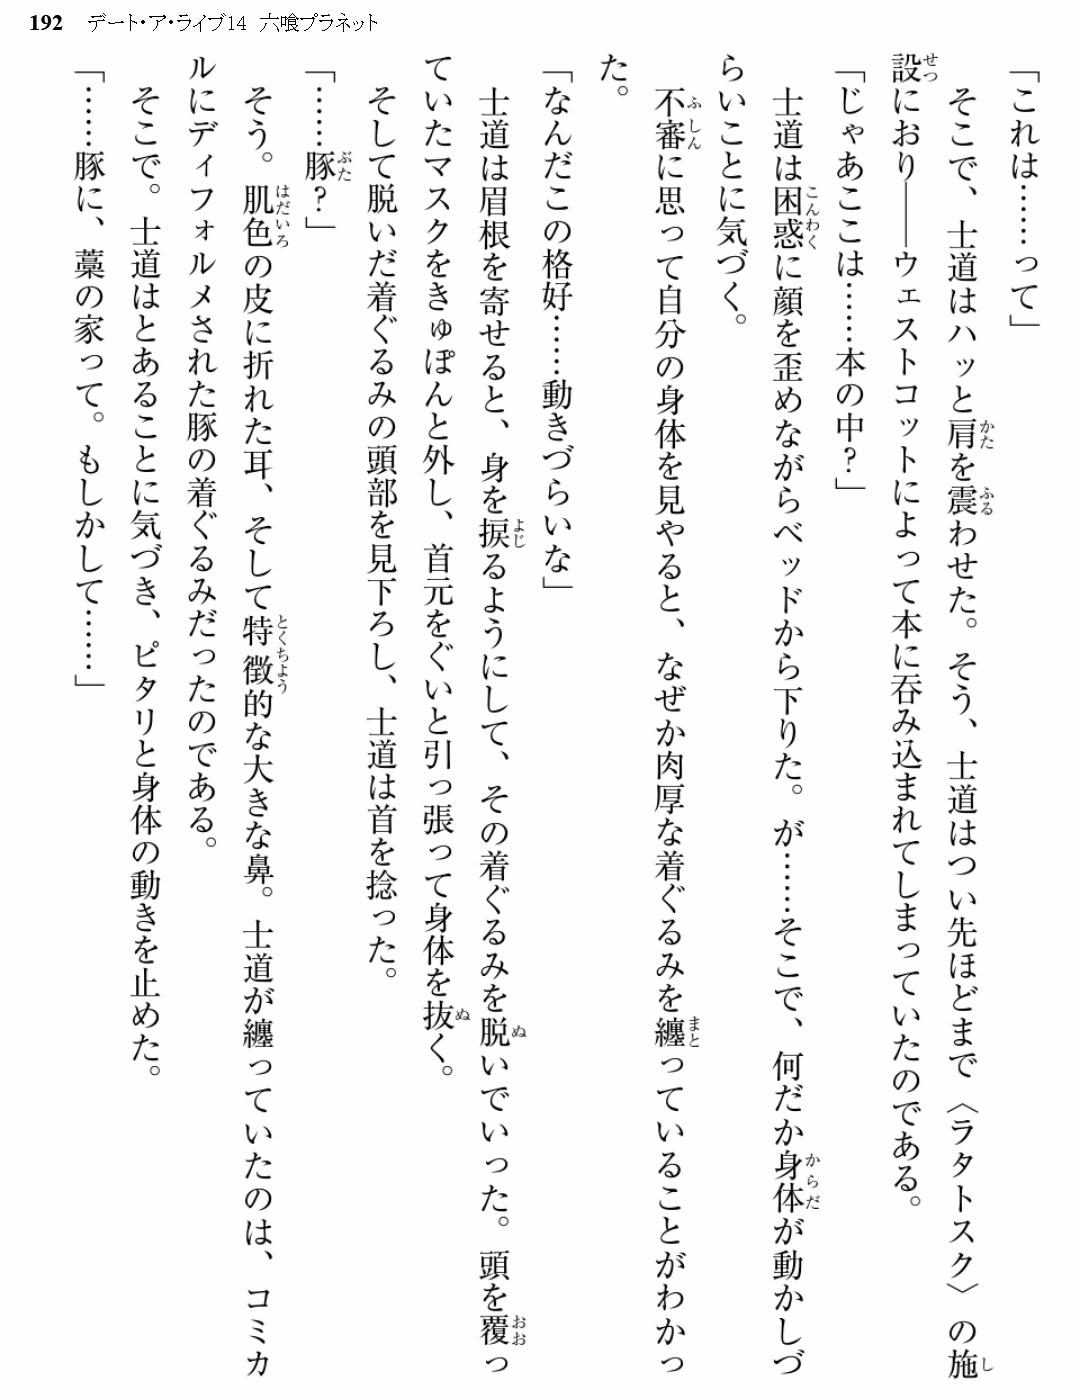 192 デート・ア・ライブ14 六喰プラネット
「これは……って」
そこで、士道はハッと肩を震わせた。そう、士道はつい先ほどまで〈ラタトスク〉の施
設におり――ウェストコットによって本に呑み込まれてしまっていたのである。
「じゃあここは……本の中?」
士道は困惑に顔を歪めながらベッドから下りた。が……そこで、何だか身体が動かしづ
らいことに気づく。
不審に思って自分の身体を見やると、なぜか肉厚な着ぐるみを纏っていることがわかっ
た。
「なんだこの格好……動きづらいな」
士道は眉根を寄せると、身を捩るようにして、その着ぐるみを脱いでいった。頭を覆っ
ていたマスクをきゅぽんと外し、首元をぐいと引っ張って身体を抜く。
そして脱いだ着ぐるみの頭部を見下ろし、士道は首を捻った。
「……豚?」
そう。肌色の皮に折れた耳、そして特徴的な大きな鼻。士道が纏っていたのは、コミカ
ルにディフォルメされた豚の着ぐるみだったのである。
そこで。士道はとあることに気づき、ピタリと身体の動きを止めた。
「……豚に、藁の家って。もしかして……」